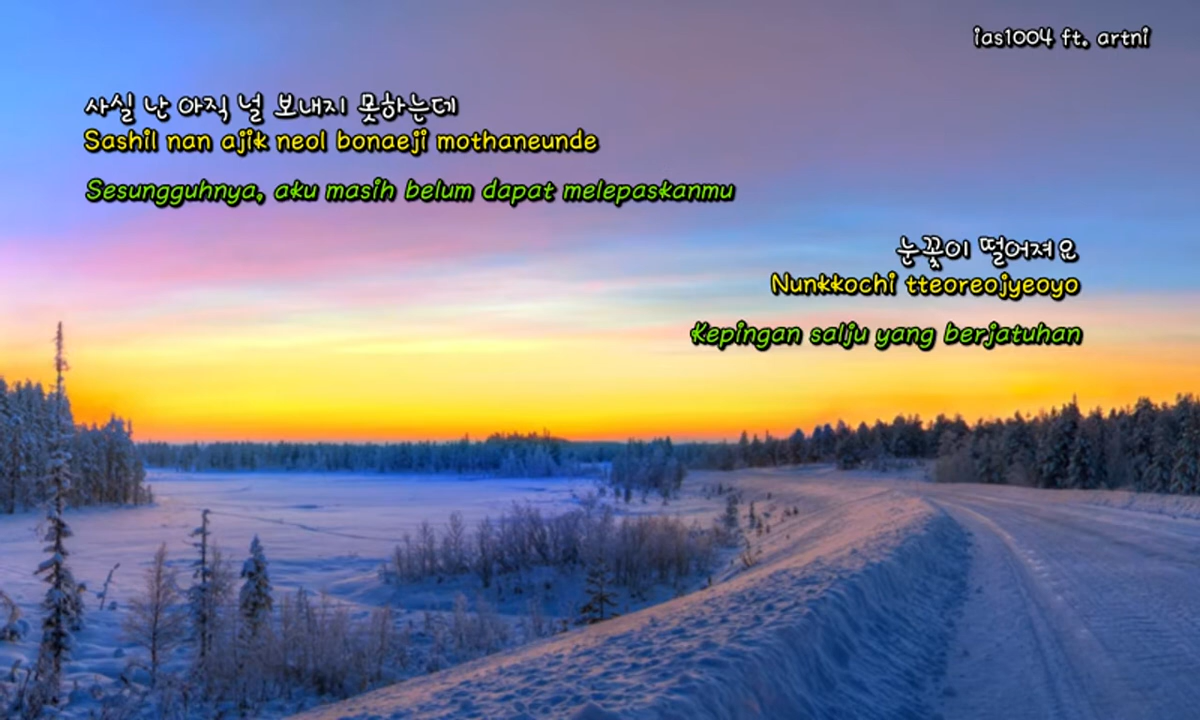 ias1004 ft. artni
사실 난 아직 널 보내지 못하는데
Sashil nan ajik neol bonaeji mothaneunde
Sesungguhnya, aku masih belum dapat melepaskanmu
눈꽃이 떨어져요
Nunkkochi tteoreojyeoyo
Kepingan salju yang berjatuhan